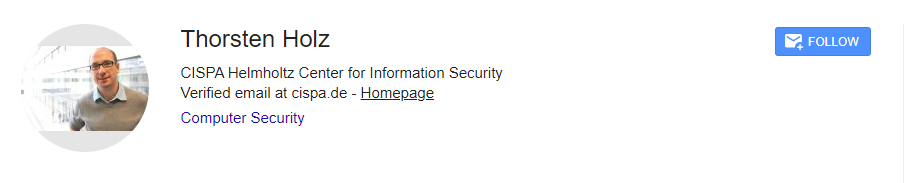 Thorsten Holz
FOLLOW
CISPA Helmholtz Center for Information Security
Verified email at cispa.de - Homepage
Computer Security